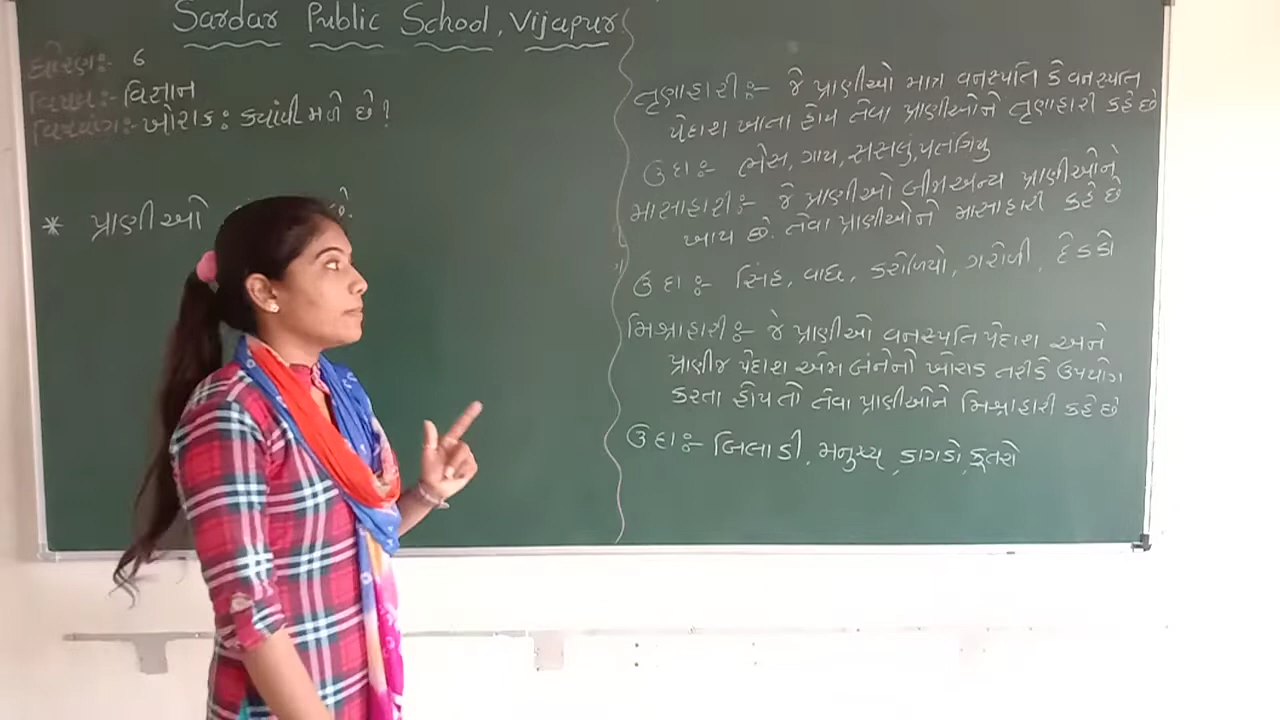 Sardar Public School, Vijapur
ધોરણ:- 6
વિષય:- વિજ્ઞાન
વિષયાંગ:- ખોરાક: ક્યાંથી મળે છે?
* પ્રાણીઓ છે.
તૃણાહારી:- જે પ્રાણીઓ માત્ર વનસ્પતિ કે વનસ્પતિ
પેદાશ ખાતા હોય તેવા પ્રાણીઓને તૃણાહારી કહે છે
ઉદા:- ભેંસ, ગાય, સસલું, પતંગિયુ
માસાહારી:- જે પ્રાણીઓ બીજા અન્ય પ્રાણીઓને
ખાય છે. તેવા પ્રાણીઓને માસાહારી કહે છે
ઉદા:- સિંહ, વાઘ, કરોળિયો, ગરોળી, દેડકો
મિશ્રાહારી:- જે પ્રાણીઓ વનસ્પતિ પેદાશ અને
પ્રાણીજ પેદાશ એમ બંનેનો ખોરાક તરીકે ઉપયોગ
કરતા હોય તો તેવા પ્રાણીઓને મિશ્રાહારી કહે છે
ઉદા:- બિલાડી, મનુષ્ય, કાગડો, કૂતરો